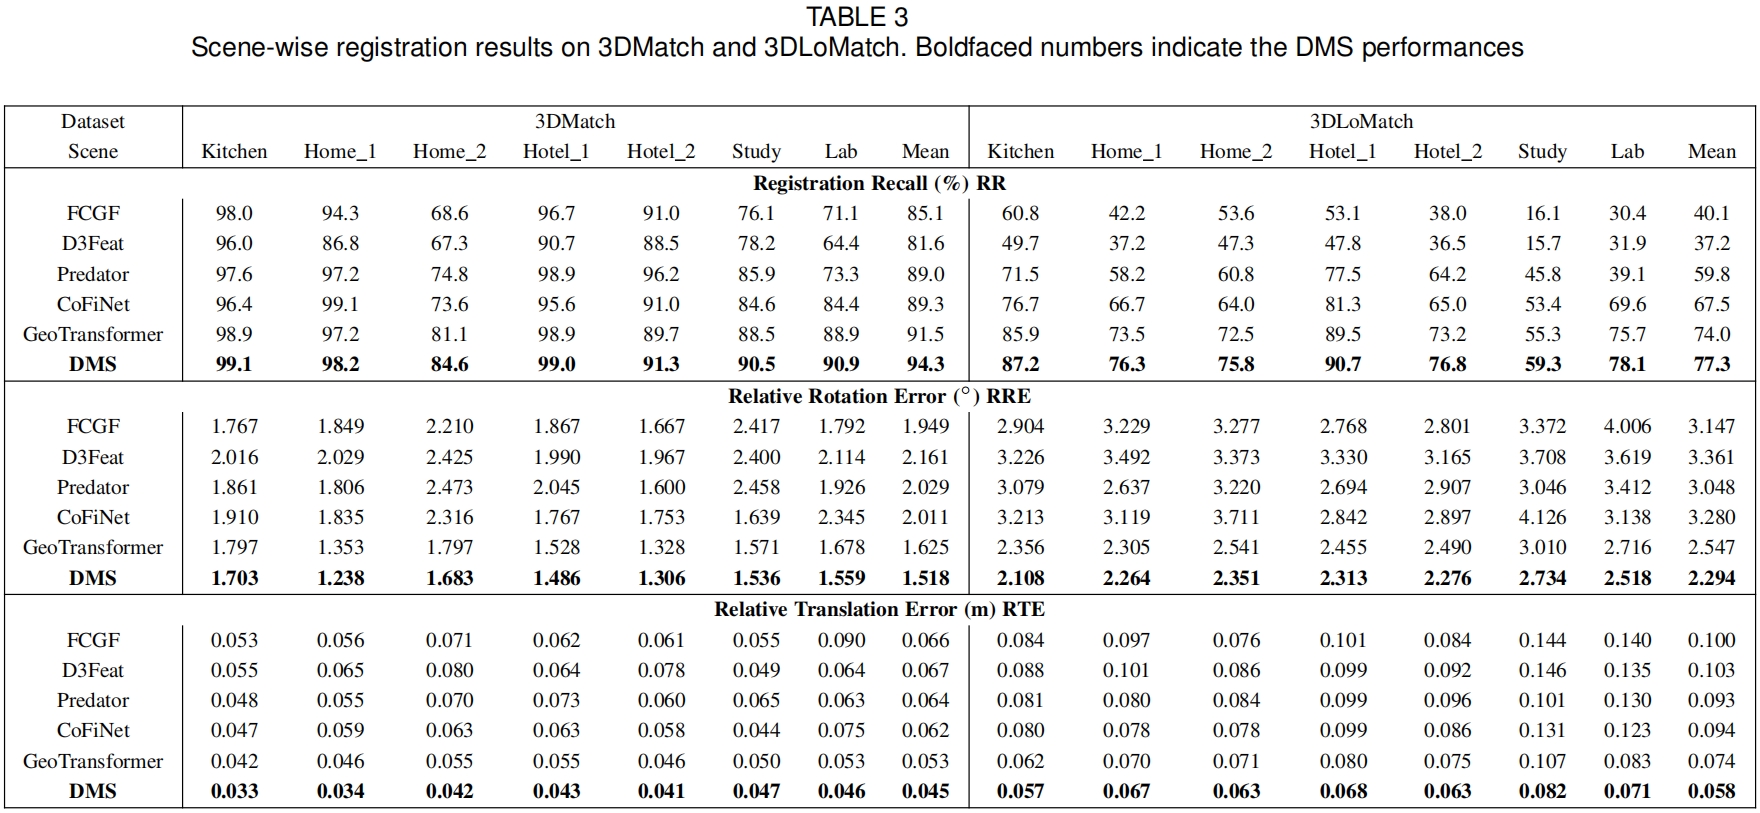 TABLE 3
Scene-wise registration results on 3DMatch and 3DLoMatch. Boldfaced numbers indicate the DMS performances
Dataset 3DMatch 3DLoMatch
Scene Kitchen Home_1 Home_2 Hotel_1 Hotel_2 Study Lab Mean Kitchen Home_1 Home_2 Hotel_1 Hotel_2 Study Lab Mean
Registration Recall (%) RR
FCGF 98.0 94.3 68.6 96.7 91.0 76.1 71.1 85.1 60.8 42.2 53.6 53.1 38.0 16.1 30.4 40.1
D3Feat 96.0 86.8 67.3 90.7 88.5 78.2 64.4 81.6 49.7 37.2 47.3 47.8 36.5 15.7 31.9 37.2
Predator 97.6 97.2 74.8 98.9 96.2 85.9 73.3 89.0 71.5 58.2 60.8 77.5 64.2 45.8 39.1 59.8
CoFiNet 96.4 99.1 73.6 95.6 91.0 84.6 84.4 89.3 76.7 66.7 64.0 81.3 65.0 53.4 69.6 67.5
GeoTransformer 98.9 97.2 81.1 98.9 89.7 88.5 88.9 91.5 85.9 73.5 72.5 89.5 73.2 55.3 75.7 74.0
DMS 99.1 98.2 84.6 99.0 91.3 90.5 90.9 94.3 87.2 76.3 75.8 90.7 76.8 59.3 78.1 77.3
Relative Rotation Error (°) RRE
FCGF 1.767 1.849 2.210 1.867 1.667 2.417 1.792 1.949 2.904 3.229 3.277 2.768 2.801 3.372 4.006 3.147
D3Feat 2.016 2.029 2.425 1.990 1.967 2.400 2.114 2.161 3.226 3.492 3.373 3.330 3.165 3.708 3.619 3.361
Predator 1.861 1.806 2.473 2.045 1.600 2.458 1.926 2.029 3.079 2.637 3.220 2.694 2.907 3.046 3.412 3.048
CoFiNet 1.910 1.835 2.316 1.767 1.753 1.639 2.345 2.011 3.213 3.119 3.711 2.842 2.897 4.126 3.138 3.280
GeoTransformer 1.797 1.353 1.797 1.528 1.328 1.571 1.678 1.625 2.356 2.305 2.541 2.455 2.490 3.010 2.716 2.547
DMS 1.703 1.238 1.683 1.486 1.306 1.536 1.559 1.518 2.108 2.264 2.351 2.313 2.276 2.734 2.518 2.294
Relative Translation Error (m) RTE
FCGF 0.053 0.056 0.071 0.062 0.061 0.055 0.090 0.066 0.084 0.097 0.076 0.101 0.084 0.144 0.140 0.100
D3Feat 0.055 0.065 0.080 0.064 0.078 0.049 0.064 0.067 0.088 0.101 0.086 0.099 0.092 0.146 0.135 0.103
Predator 0.048 0.055 0.070 0.073 0.060 0.065 0.063 0.064 0.081 0.080 0.084 0.099 0.096 0.101 0.130 0.093
CoFiNet 0.047 0.059 0.063 0.063 0.058 0.044 0.075 0.062 0.080 0.078 0.078 0.099 0.086 0.131 0.123 0.094
GeoTransformer 0.042 0.046 0.055 0.055 0.046 0.050 0.053 0.053 0.062 0.070 0.071 0.080 0.075 0.107 0.083 0.074
DMS 0.033 0.034 0.042 0.043 0.041 0.047 0.046 0.045 0.057 0.067 0.063 0.068 0.063 0.082 0.071 0.058